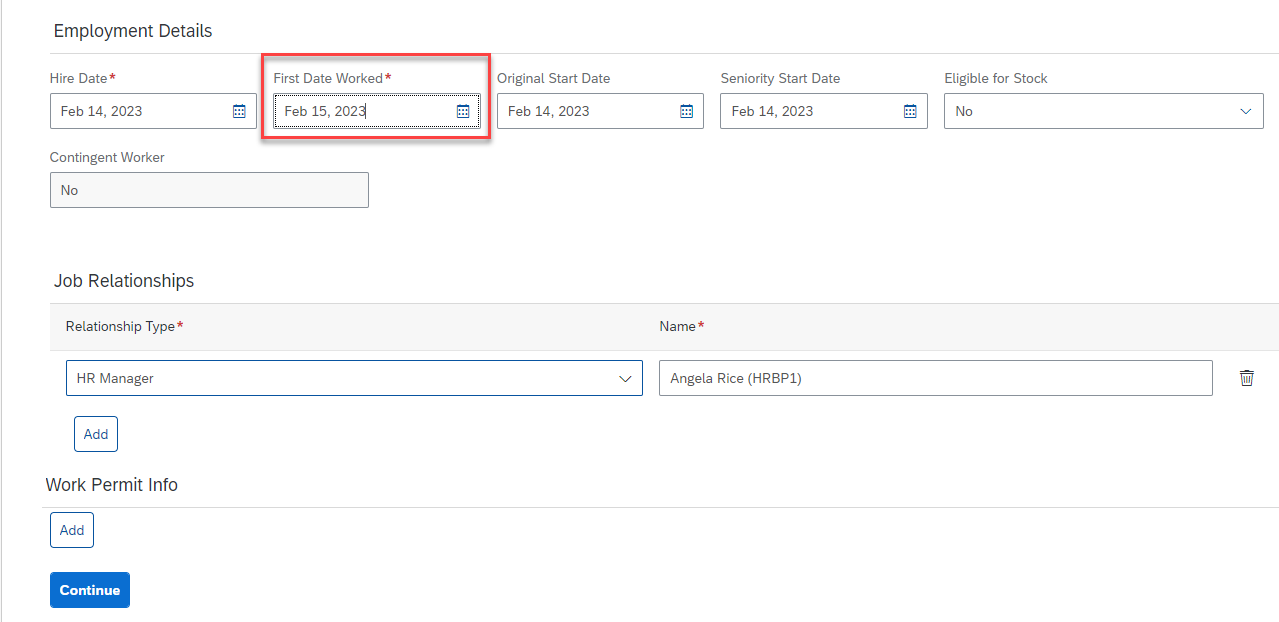 Employment Details
Hire Date* First Date Worked* Original Start Date Seniority Start Date Eligible for Stock
Feb 14, 2023 Feb 15, 2023 Feb 14, 2023 Feb 14, 2023 No
Contingent Worker
No
Job Relationships
Relationship Type* Name*
HR Manager Angela Rice (HRBP1)
Add
Work Permit Info
Add
Continue